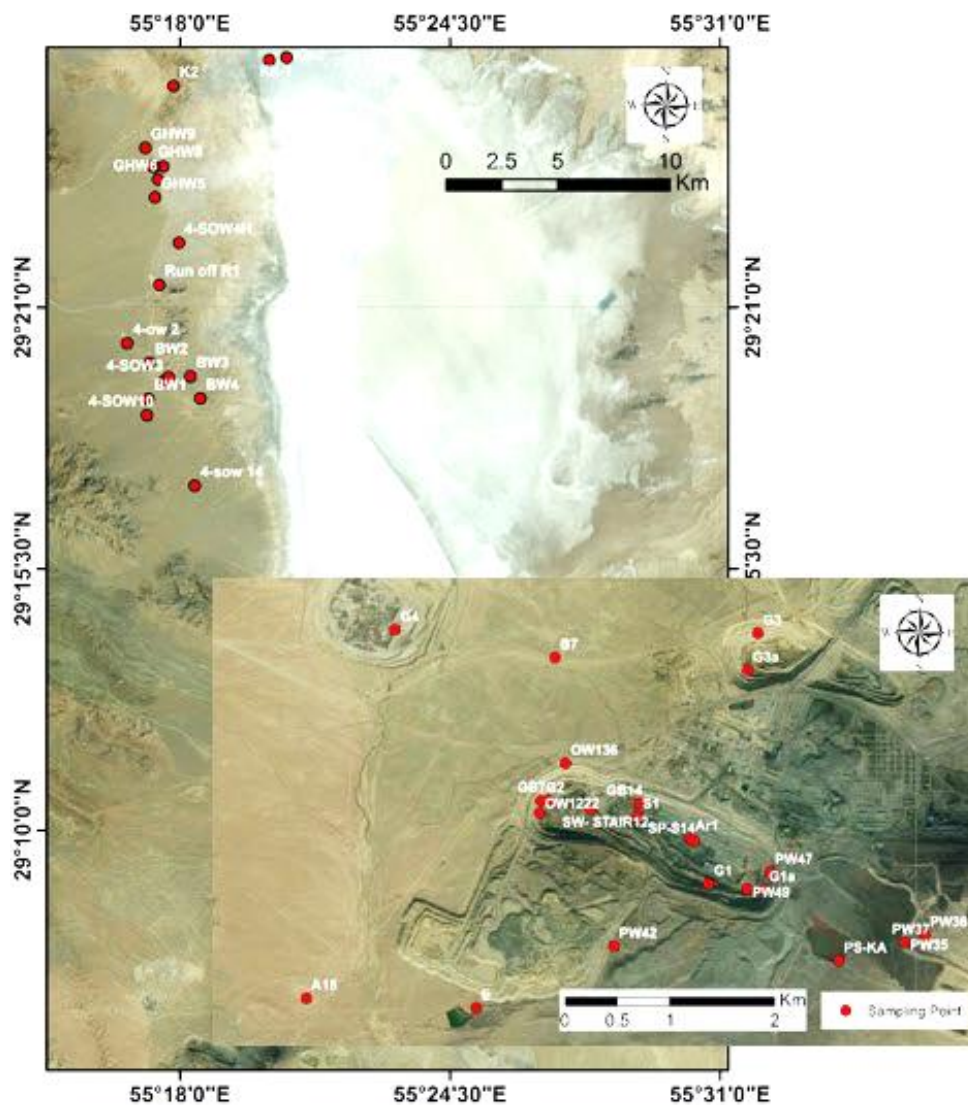 55°18'0"E
55°24'30"E
55°31'0"E
K2
N
W
E
S
GHW9
GHW8
GHW6
GHW5
0 2.5 5 10
Km
4-SOW4H
Run off R1
29°21'0"N
29°21'0"N
4-ow 2
BW2
4-SOW3
BW3
BW1
BW4
4-SOW10
4-sow 14
29°15'30"N
5'30"N
G4
G3
N
W
E
S
B7
G3a
OW136
GB14
OW1222
S1
SW- STAIR12
SP-S14
Ar1
29°10'0"N
29°10'0"N
PW47
G1
G1a
PW49
PW36
PW37
PW42
PW35
PS-KA
A18
Km
0 0.5 1 2
Sampling Point
55°18'0"E
55°24'30"E
55°31'0"E